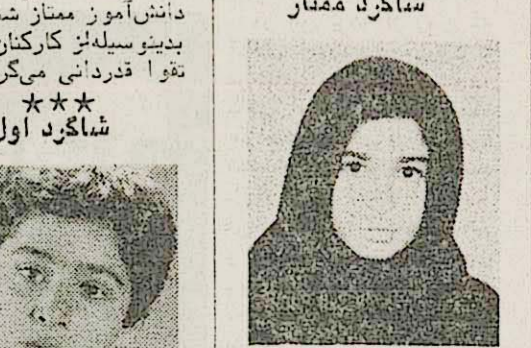 شاگرد ممتاز
دانش‌آموز ممتاز
بدینوسیله‌از کارکنان
تقوا قدردانی
★★★
شاگرد اول